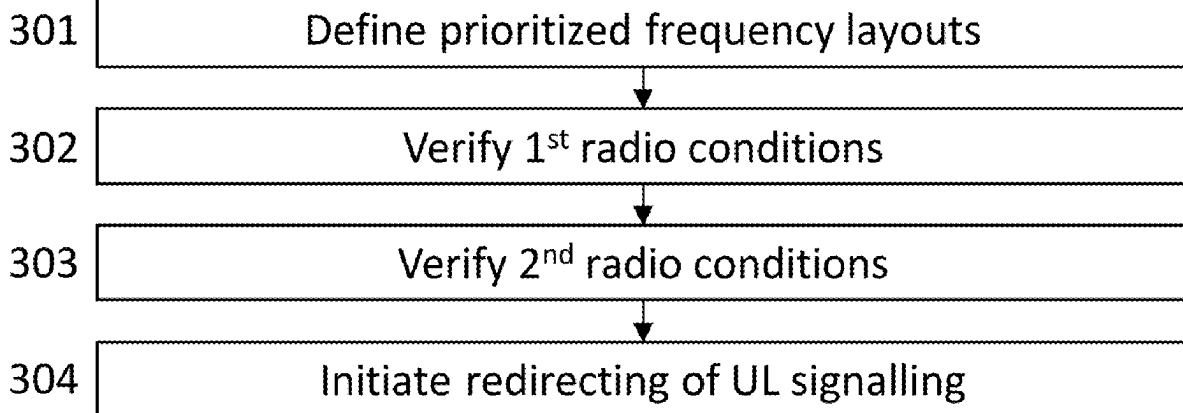 301 Define prioritized frequency layouts
302 Verify 1st radio conditions
303 Verify 2nd radio conditions
304 Initiate redirecting of UL signalling